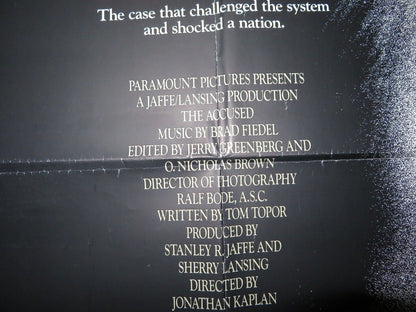 The case that challenged the system
and shocked a nation.
PARAMOUNT PICTURES PRESENTS
A JAFFE/LANSING PRODUCTION
THE ACCUSED
MUSIC BY BRAD FIEDEL
EDITED BY JERRY GREENBERG AND
O. NICHOLAS BROWN
DIRECTOR OF PHOTOGRAPHY
RALF BODE, A.S.C.
WRITTEN BY TOM TOPOR
PRODUCED BY
STANLEY R. JAFFE AND
SHERRY LANSING
DIRECTED BY
JONATHAN KAPLAN